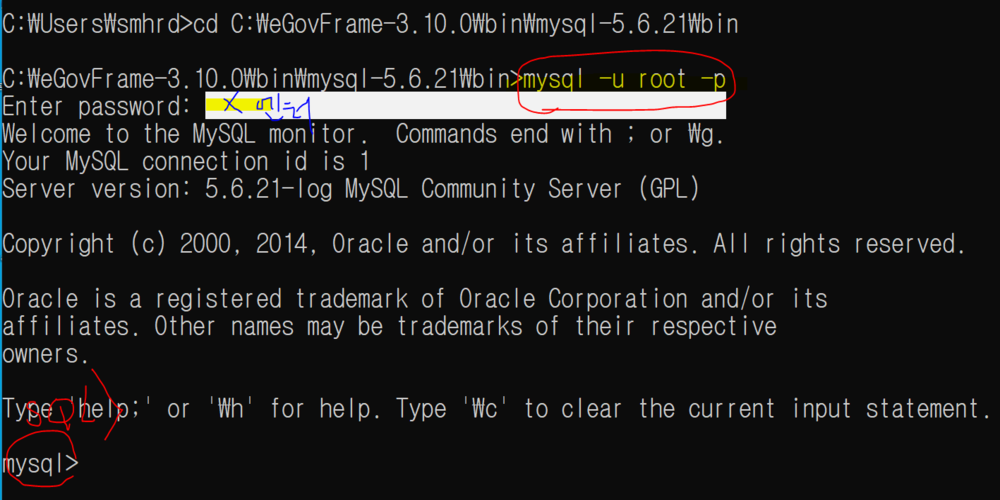 C:₩Users₩smhrd>cd C:₩eGovFrame-3.10.0₩bin₩mysql-5.6.21₩bin
C:₩eGovFrame-3.10.0₩bin₩mysql-5.6.21₩bin>mysql -u root -p
Enter password: X
Welcome to the MySQL monitor.  Commands end with ; or ₩g.
Your MySQL connection id is 1
Server version: 5.6.21-log MySQL Community Server (GPL)
Copyright (c) 2000, 2014, Oracle and/or its affiliates. All rights reserved.
Oracle is a registered trademark of Oracle Corporation and/or its
affiliates. Other names may be trademarks of their respective
owners.
Type 'help;' or '₩h' for help. Type '₩c' to clear the current input statement.
SQL>
mysql>